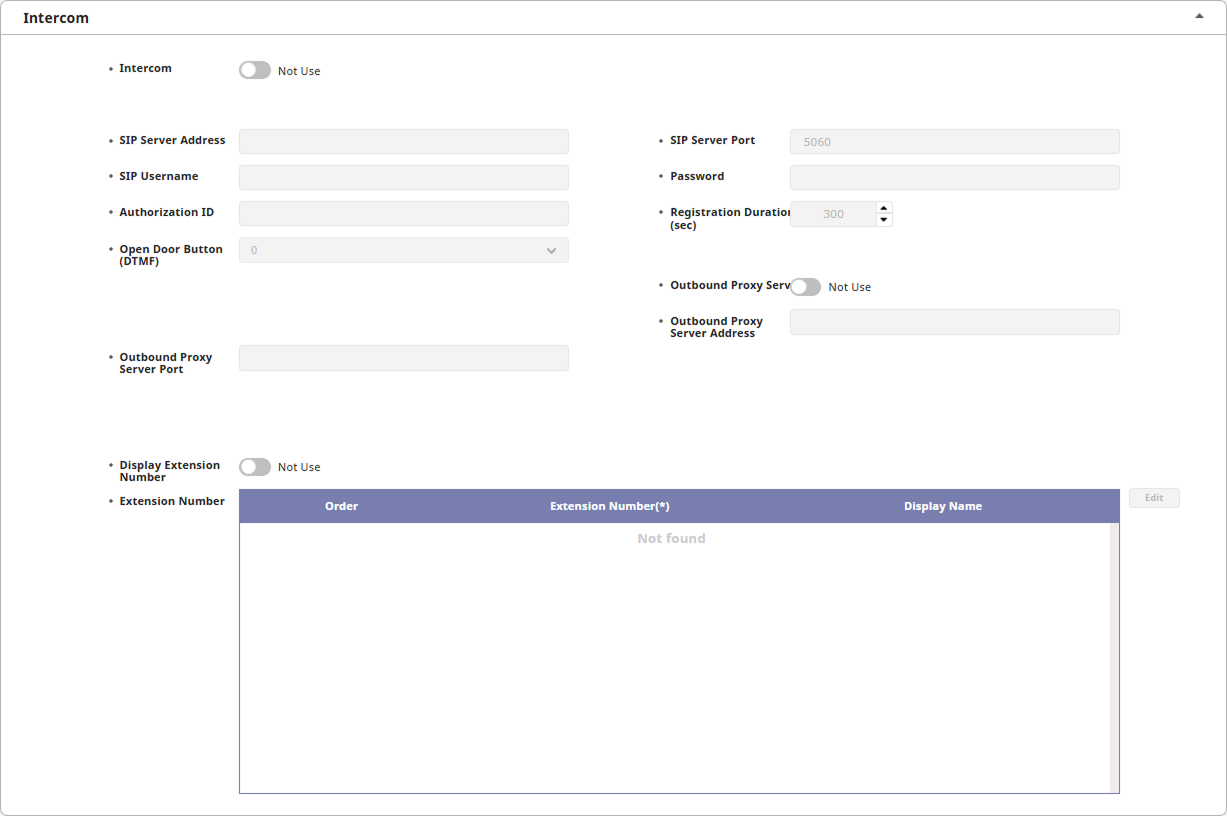 Intercom
Intercom
Not Use
SIP Server Address
SIP Server Port
5060
SIP Username
Password
Authorization ID
Registration Duration
(sec)
300
Open Door Button
(DTMF)
0
Outbound Proxy Serv
Not Use
Outbound Proxy
Server Address
Outbound Proxy
Server Port
Display Extension
Number
Not Use
Extension Number
Order
Extension Number(*)
Display Name
Edit
Not found